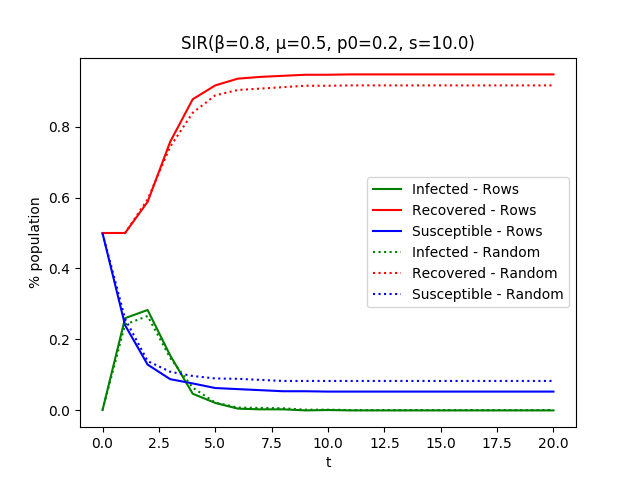 SIR(β=0.8, μ=0.5, p0=0.2, s=10.0)
% population
0.8
0.6
0.4
0.2
0.0
Infected - Rows
Recovered - Rows
Susceptible - Rows
Infected - Random
Recovered - Random
Susceptible - Random
0.0 2.5 5.0 7.5 10.0 12.5 15.0 17.5 20.0
t